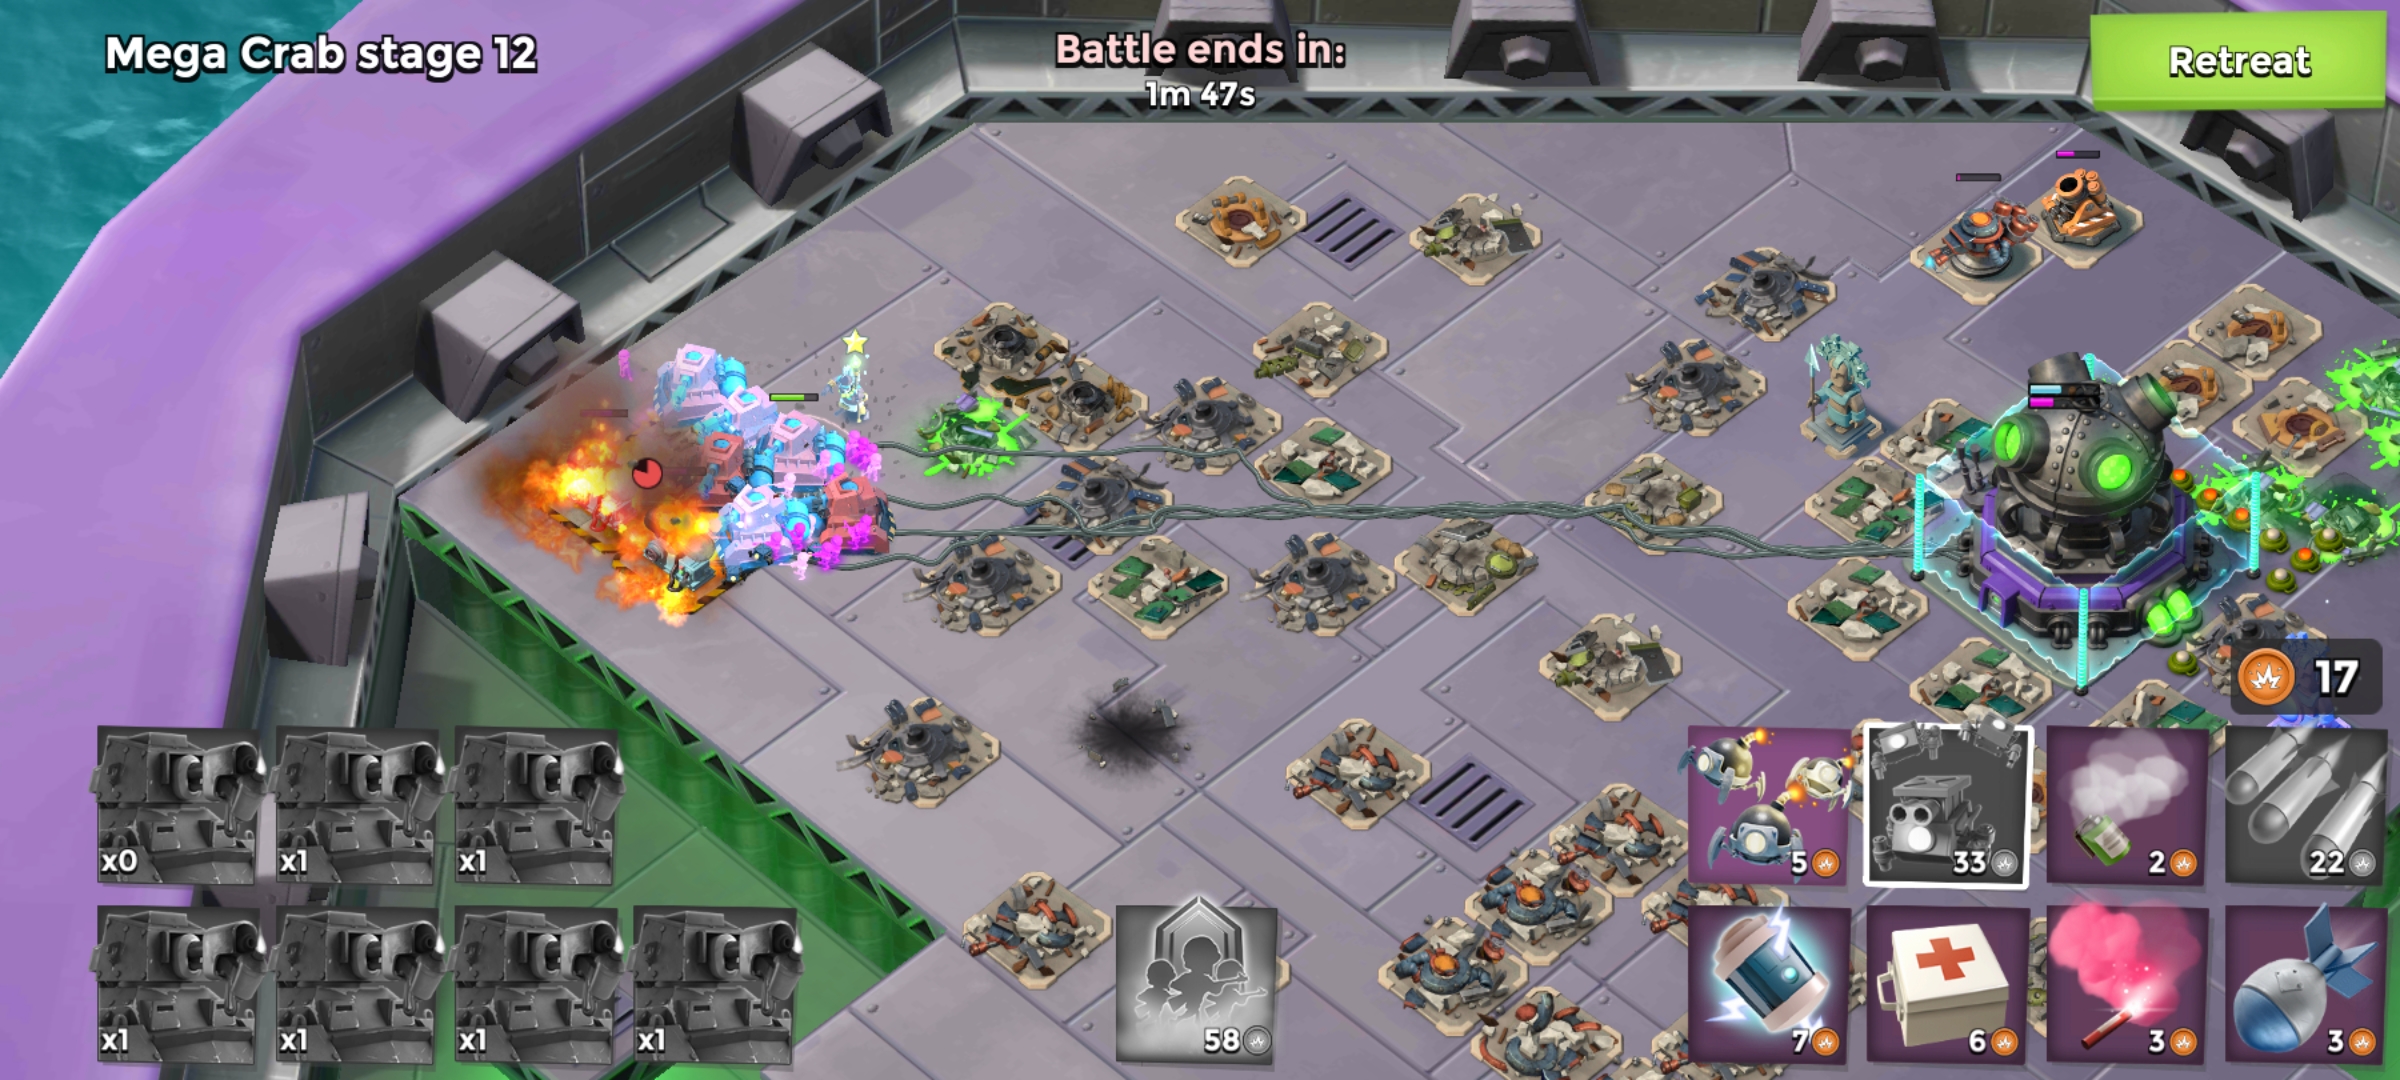 Mega Crab stage 12
Battle ends in:
1m 47s
Retreat
17
x0
x1
x1
5
33
2
22
x1
x1
x1
x1
58
7
6
3
3